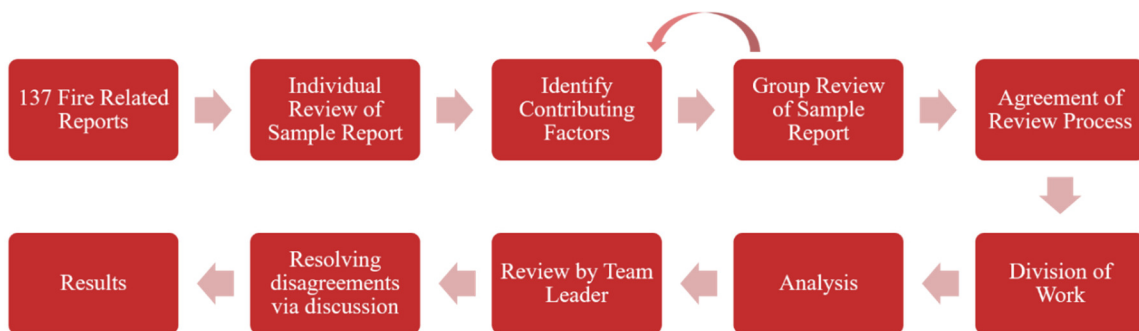 137 Fire Related
Reports
Individual
Review of
Sample Report
Identify
Contributing
Factors
Group Review
of Sample
Report
Agreement of
Review Process
Division of
Work
Analysis
Review by Team
Leader
Resolving
disagreements
via discussion
Results